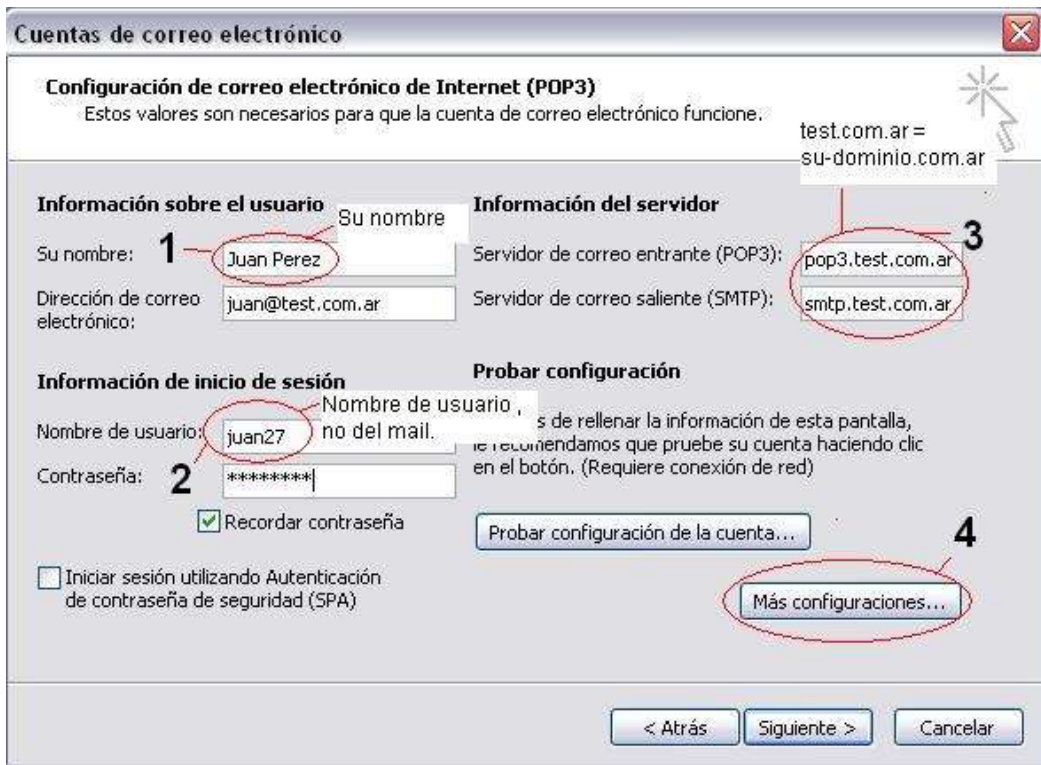 Cuentas de correo electrónico
Configuración de correo electrónico de Internet (POP3)
Estos valores son necesarios para que la cuenta de correo electrónico funcione.
test.com.ar =
su-dominio.com.ar
Información sobre el usuario
Su nombre
1
Su nombre:
Juan Perez
Dirección de correo
electrónico:
juan@test.com.ar
Información del servidor
3
Servidor de correo entrante (POP3):
pop3.test.com.ar
Servidor de correo saliente (SMTP):
smtp.test.com.ar
Información de inicio de sesión
Nombre de usuario,
no del mail.
Nombre de usuario:
juan27
2
Contraseña:
********
Recordar contraseña
Iniciar sesión utilizando Autenticación
de contraseña de seguridad (SPA)
Probar configuración
de rellenar la información de esta pantalla,
le recomendamos que pruebe su cuenta haciendo clic
en el botón. (Requiere conexión de red)
Probar configuración de la cuenta...
4
Más configuraciones...
< Atrás
Siguiente >
Cancelar